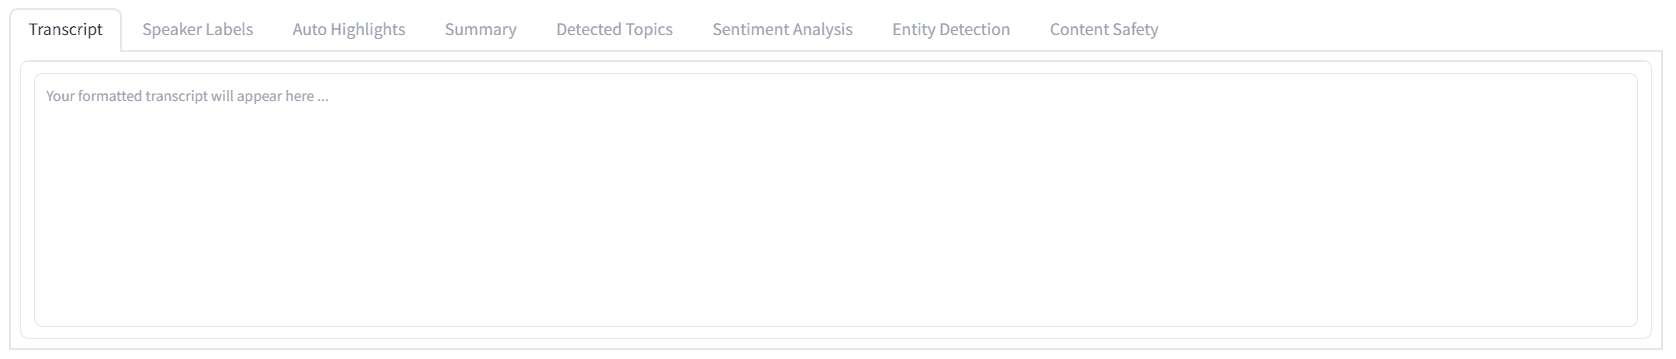 Transcript Speaker Labels Auto Highlights Summary Detected Topics Sentiment Analysis Entity Detection Content Safety
Your formatted transcript will appear here ...